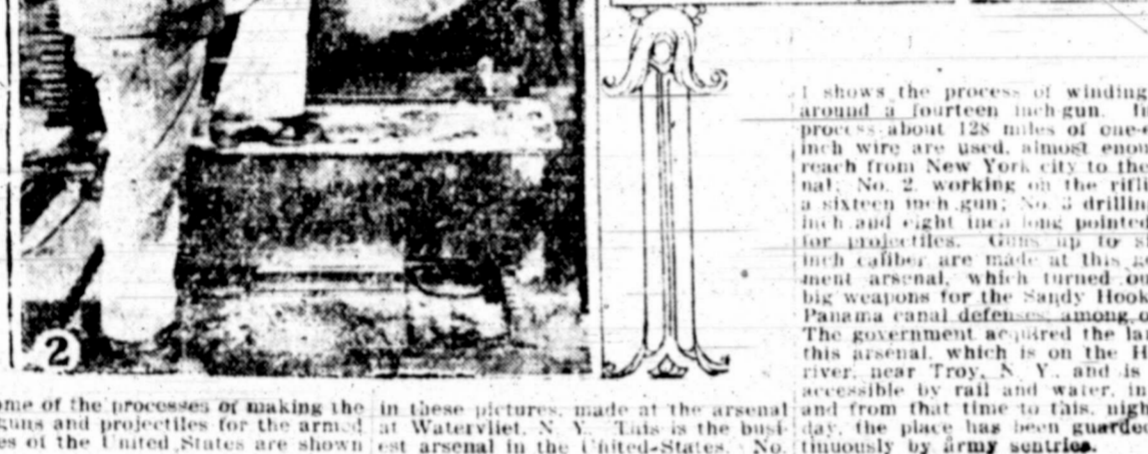 2
ome of the processes of making the
guns and projectiles for the armed
es of the United States are shown
in these pictures, made at the arsenal
at Watervliet, N. Y. This is the busi-
est arsenal in the United-States. No.
1 shows the process of winding
around a fourteen inch gun.
process about 128 miles of one-
inch wire are used, almost enou
reach from New York city to the
nal; No. 2, working on the rifli
a sixteen inch gun; No. 3 drillin
inch and eight inch long pointed
for projectiles. Guns up to s
inch caliber are made at this
ment arsenal, which turned o
big weapons for the Sandy Hook
Panama canal defenses among o
The government acquired the la
this arsenal, which is on the H
river, near Troy, N. Y., and is
accessible by rail and water, in
and from that time to this, nigh
day, the place has been guarded
tinuously by army sentries.